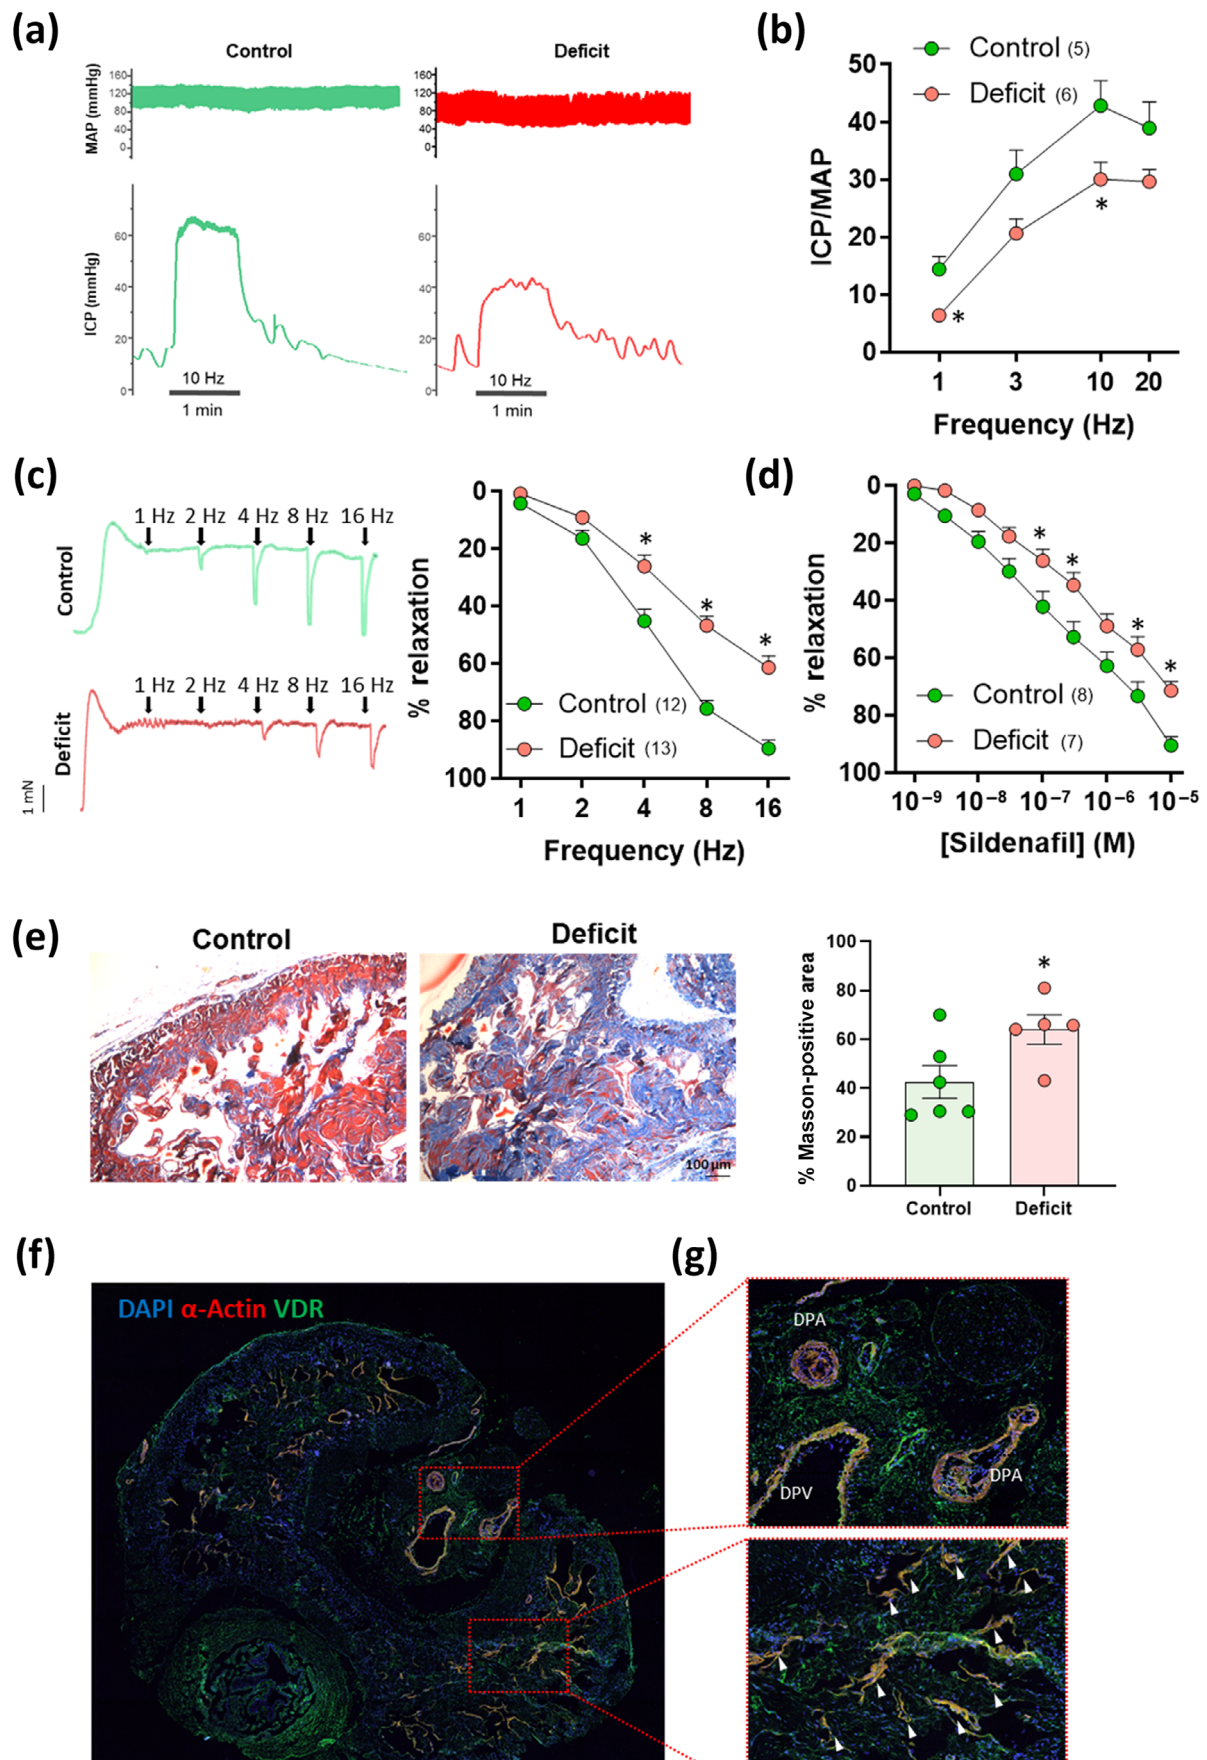 (a)
Control
Deficit
MAP (mmHg)
160
120
80
40
0
160
120
80
40
0
ICP (mmHg)
60
40
20
0
60
40
20
0
10 Hz
1 min
10 Hz
1 min
(b)
Control (5)
Deficit (6)
ICP/MAP
50
40
30
20
10
0
*
*
1 3 10 20
Frequency (Hz)
(c)
Control
1 Hz 2 Hz 4 Hz 8 Hz 16 Hz
Deficit
1 Hz 2 Hz 4 Hz 8 Hz 16 Hz
1 mN
% relaxation
0
20
40
60
80
100
*
*
*
Control (12)
Deficit (13)
1 2 4 8 16
Frequency (Hz)
(d)
% relaxation
0
20
40
60
80
100
*
*
*
*
Control (8)
Deficit (7)
10⁻⁹ 10⁻⁸ 10⁻⁷ 10⁻⁶ 10⁻⁵
[Sildenafil] (M)
(e)
Control
Deficit
100 µm
% Masson-positive area
100
80
60
40
20
0
*
Control Deficit
(f)
DAPI α-Actin VDR
(g)
DPA
DPV
DPA